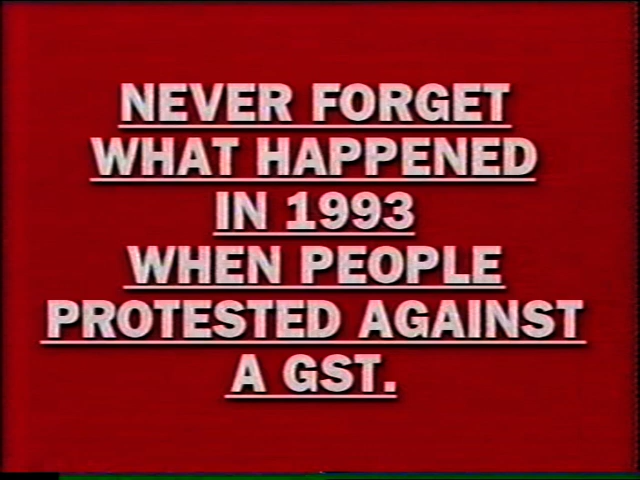 NEVER FORGET
WHAT HAPPENED
IN 1993
WHEN PEOPLE
PROTESTED AGAINST
A GST.